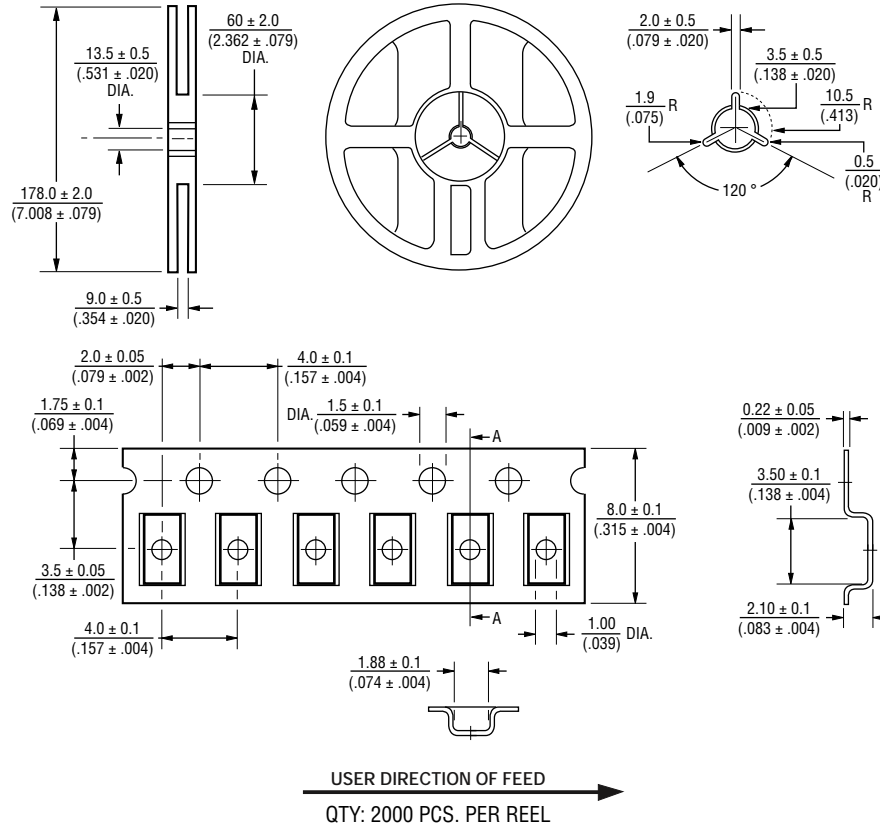 13.5 ± 0.5
(.531 ± .020)
DIA.
60 ± 2.0
(2.362 ± .079)
DIA.
178.0 ± 2.0
(7.008 ± .079)
9.0 ± 0.5
(.354 ± .020)
2.0 ± 0.5
(.079 ± .020)
3.5 ± 0.5
(.138 ± .020)
1.9
(.075)
R
10.5
(.413)
R
0.5
(.020)
R
120 °
2.0 ± 0.05
(.079 ± .002)
4.0 ± 0.1
(.157 ± .004)
1.75 ± 0.1
(.069 ± .004)
DIA.
1.5 ± 0.1
(.059 ± .004)
A
8.0 ± 0.1
(.315 ± .004)
3.5 ± 0.05
(.138 ± .002)
4.0 ± 0.1
(.157 ± .004)
A
1.00
(.039)
DIA.
1.88 ± 0.1
(.074 ± .004)
0.22 ± 0.05
(.009 ± .002)
3.50 ± 0.1
(.138 ± .004)
2.10 ± 0.1
(.083 ± .004)
USER DIRECTION OF FEED
QTY: 2000 PCS. PER REEL